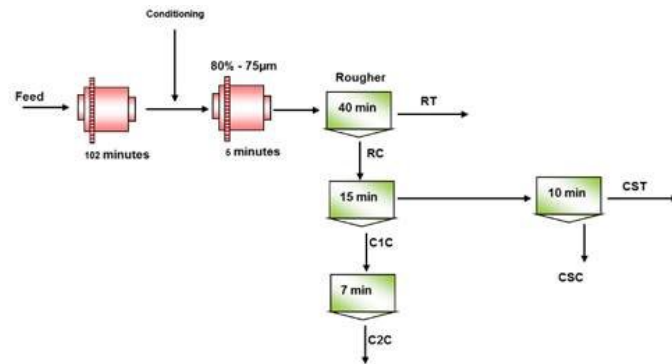 Conditioning
80% - 75µm
Rougher
Feed
40 min
RT
102 minutes
6 minutes
RC
15 min
10 min
CST
C1C
CSC
7 min
C2C